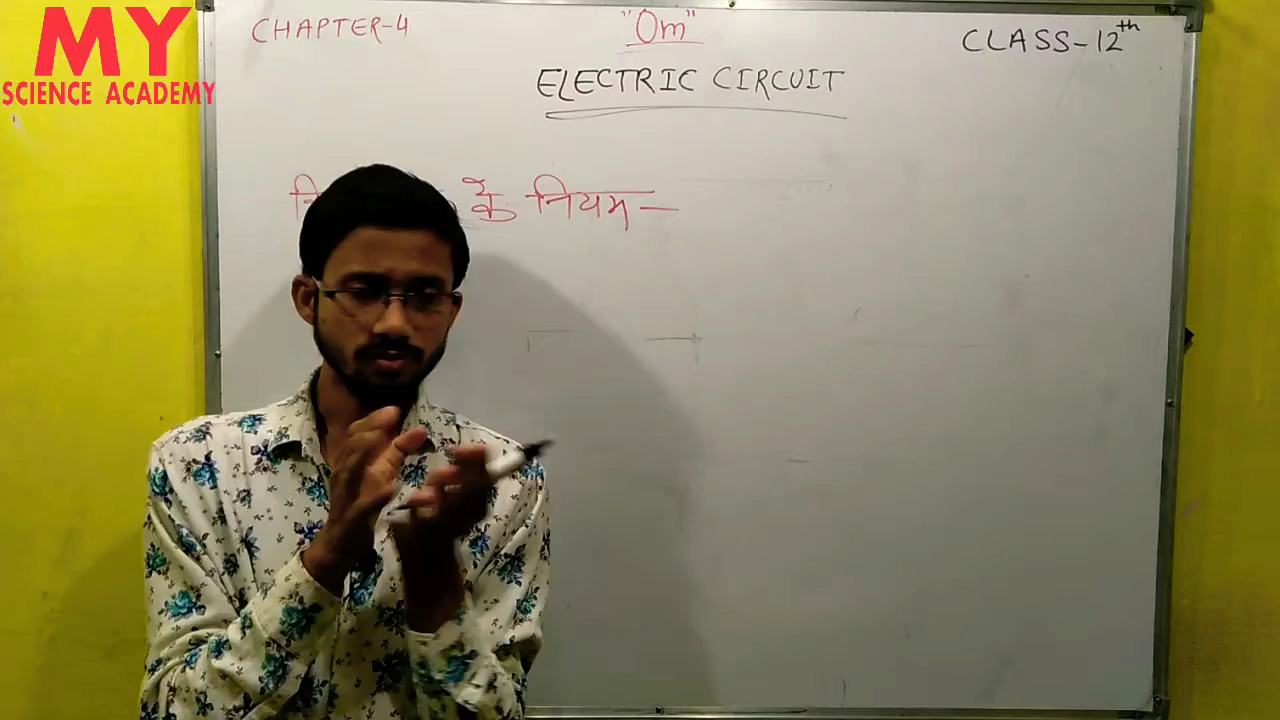 MY
SCIENCE ACADEMY
CHAPTER-4
"Om"
CLASS-12th
ELECTRIC CIRCUIT
के नियम –